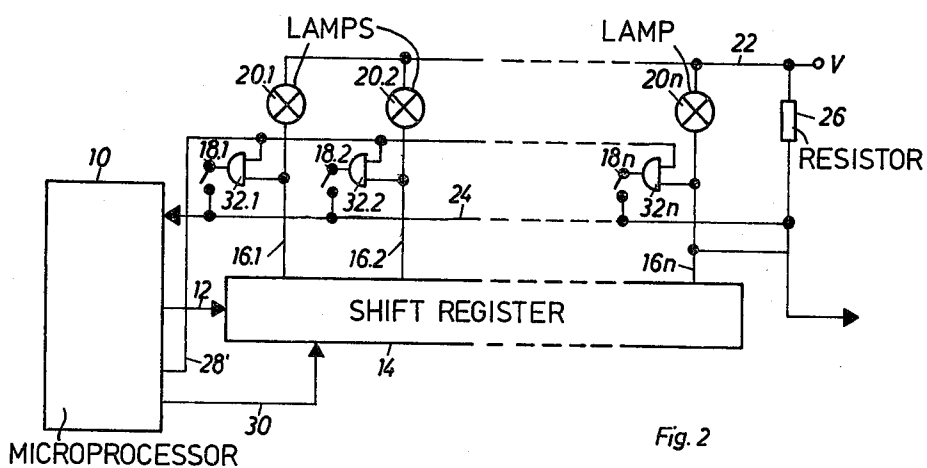 LAMPS LAMP
20.1 20.2 20n 22 V
26
RESISTOR
18.1 18.2 18n
10 32.1 32.2 32n
24
16.1 16.2 16n
12
SHIFT REGISTER
28' 14
30
MICROPROCESSOR
Fig. 2